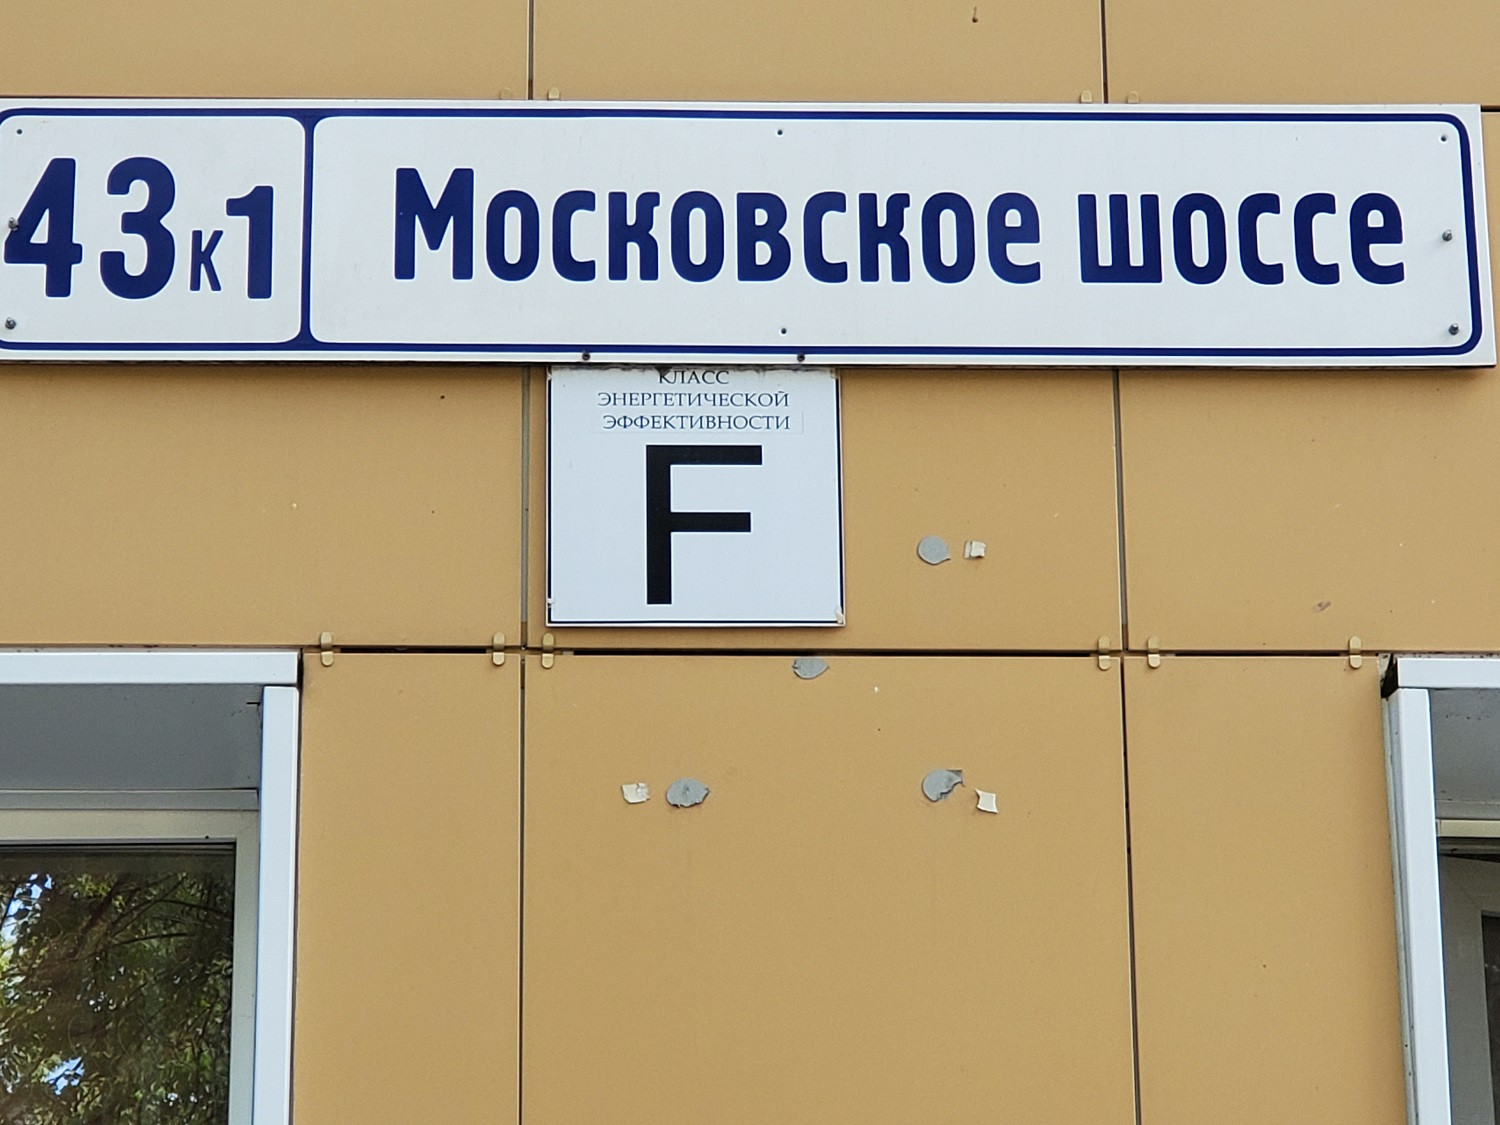 43к1 Московское шоссе
КЛАСС
ЭНЕРГЕТИЧЕСКОЙ
ЭФФЕКТИВНОСТИ
F